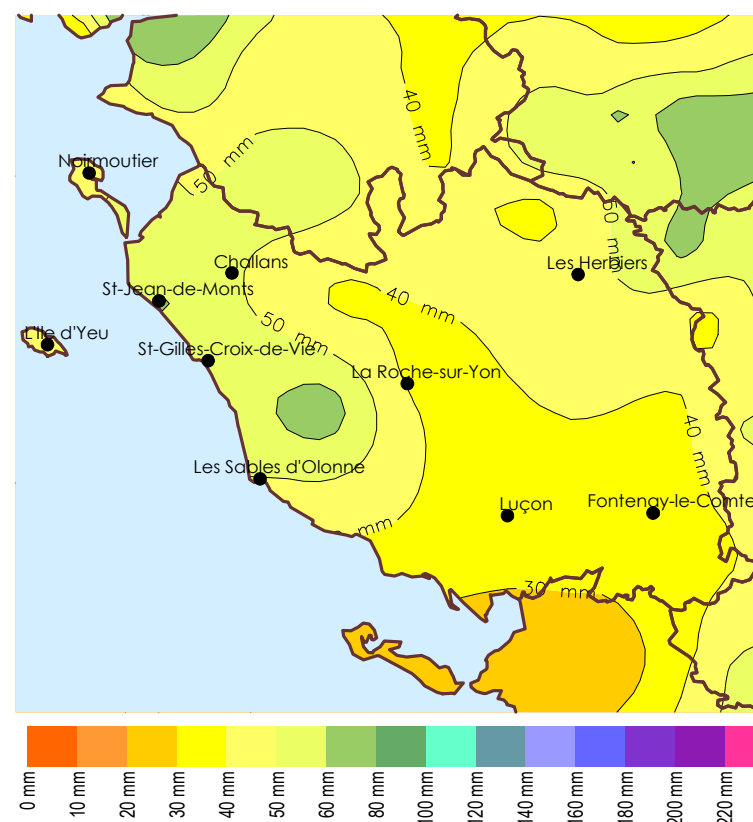 40 mm
Noirmoutier
50 mm
50 mm
Challans
Les Herbiers
St-Jean-de-Monts
40 mm
L'Ile d'Yeu
50 mm
St-Gilles-Croix-de-Vie
La Roche-sur-Yon
40 mm
Les Sables d'Olonne
Luçon
Fontenay-le-Comte
mm
30 mm
0 mm
10 mm
20 mm
30 mm
40 mm
50 mm
60 mm
80 mm
100 mm
120 mm
140 mm
160 mm
180 mm
200 mm
220 mm